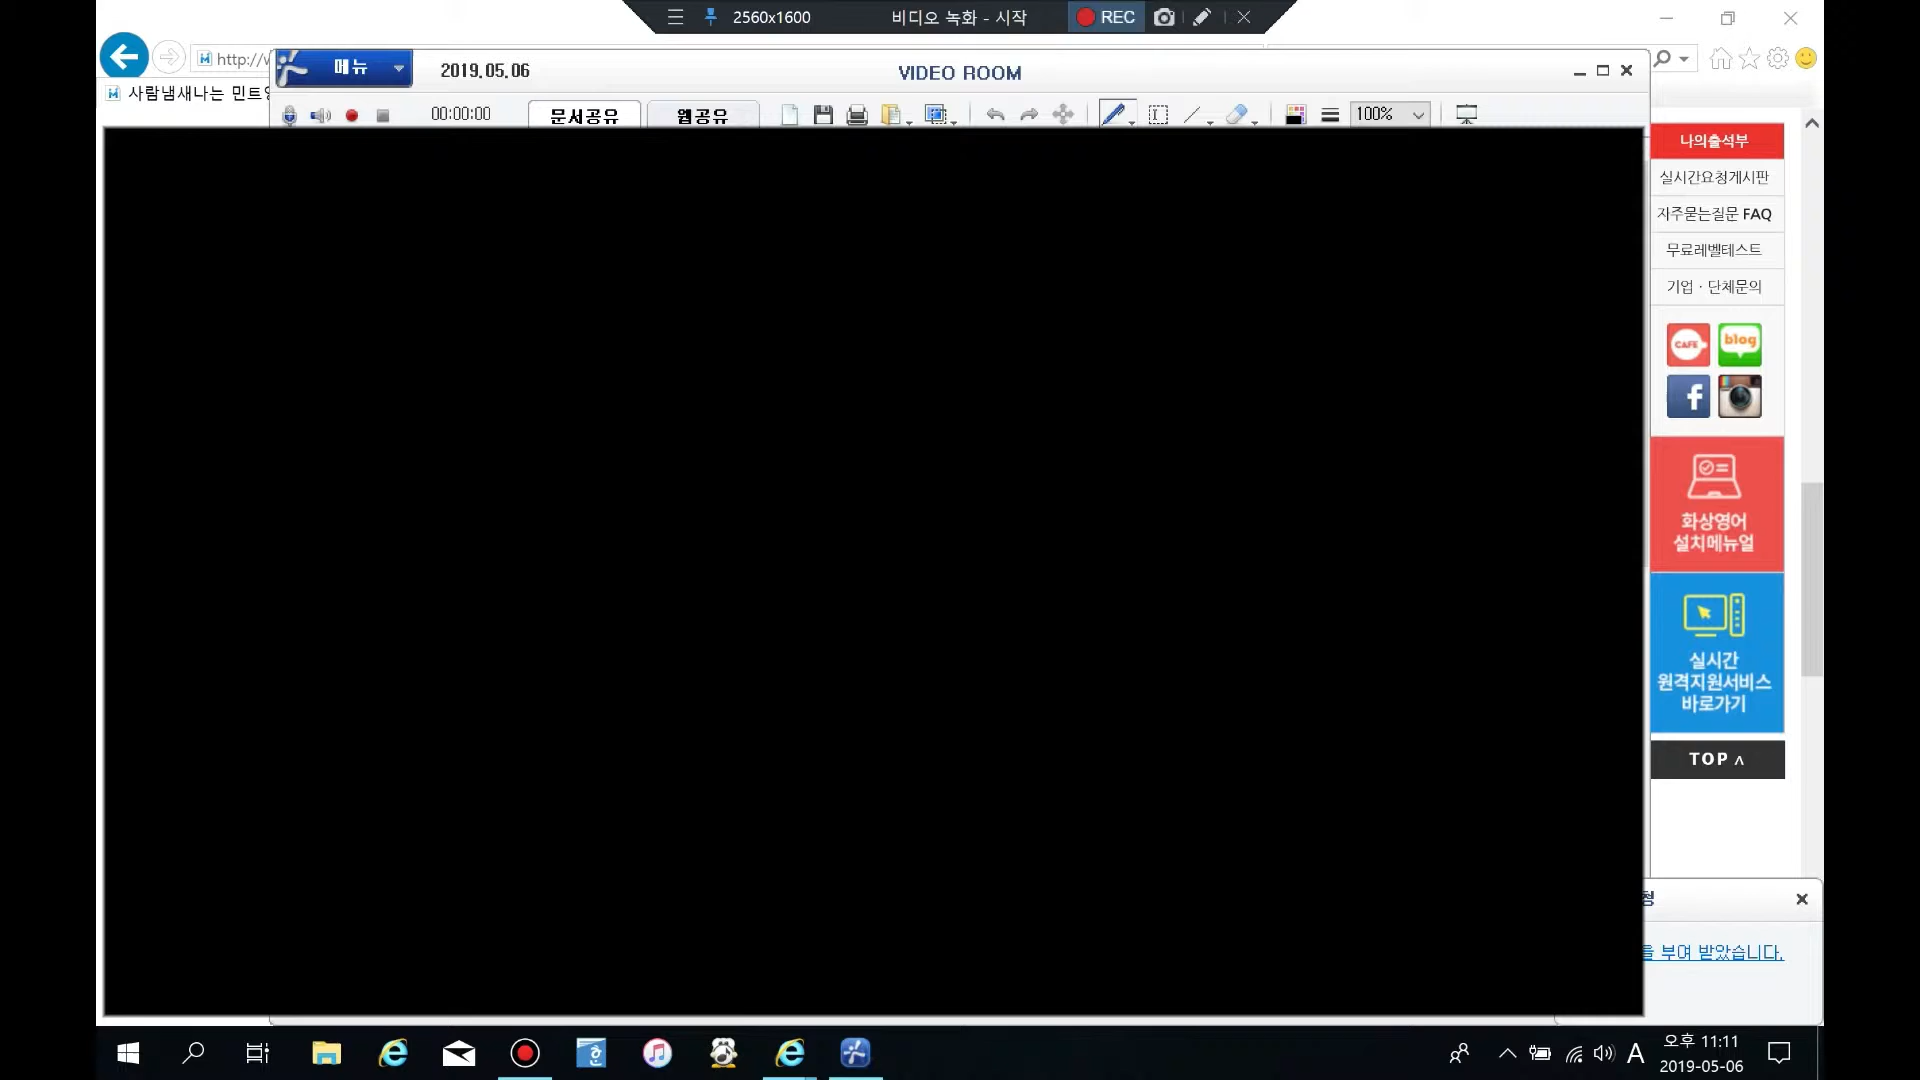 2560x1600
비디오 녹화 - 시작
REC
http://v
메뉴
2019.05.06
VIDEO ROOM
사람냄새나는 민트영
00:00:00
문서공유
웹공유
100%
나의출석부
실시간요청게시판
자주묻는질문 FAQ
무료레벨테스트
기업 · 단체문의
CAFE
blog
f
화상영어
설치메뉴얼
실시간
원격지원서비스
바로가기
TOP ∧
청
을 부여 받았습니다.
A
오후 11:11
2019-05-06